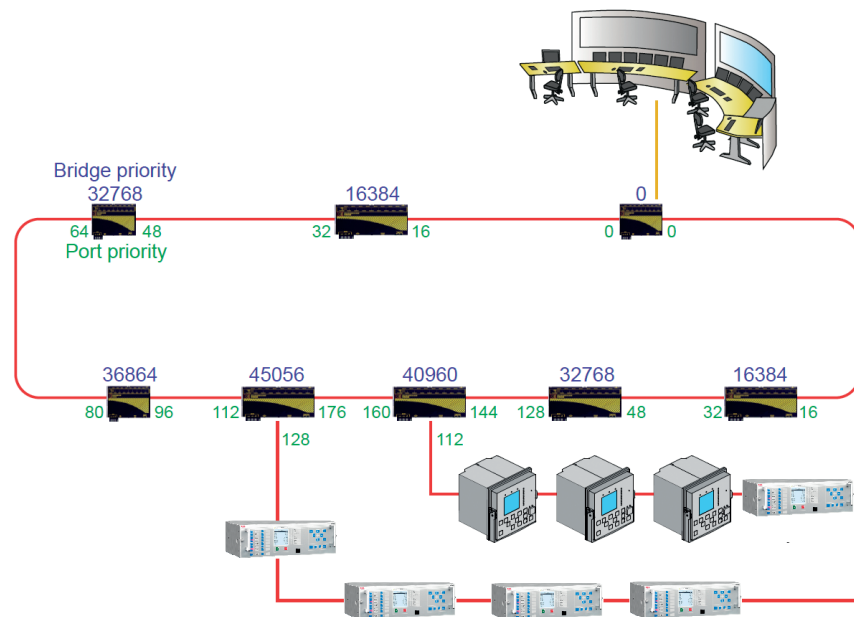 Bridge priority
32768 16384 0
64 48 32 16 0 0
Port priority
36864 45056 40960 32768 16384
80 96 112 176 160 144 128 48 32 16
128 112